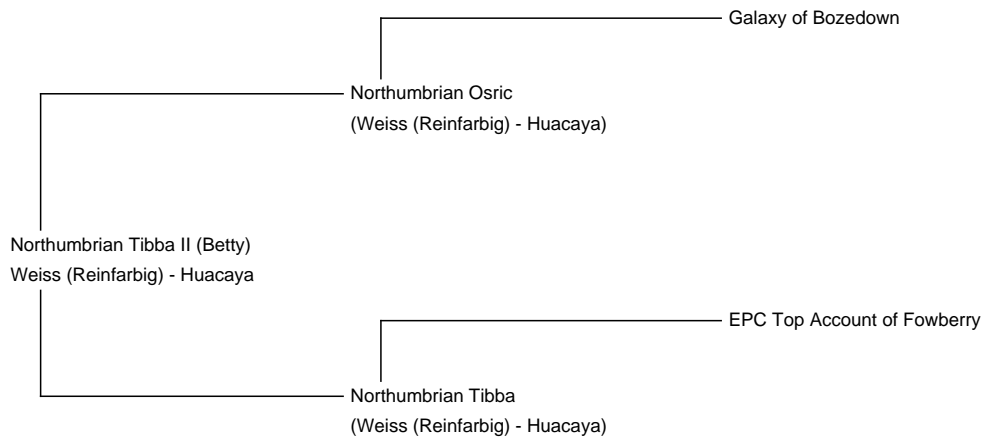 Galaxy of Bozedown
Northumbrian Osric
(Weiss (Reinfarbig) - Huacaya)
Northumbrian Tibba II (Betty)
Weiss (Reinfarbig) - Huacaya
EPC Top Account of Fowberry
Northumbrian Tibba
(Weiss (Reinfarbig) - Huacaya)